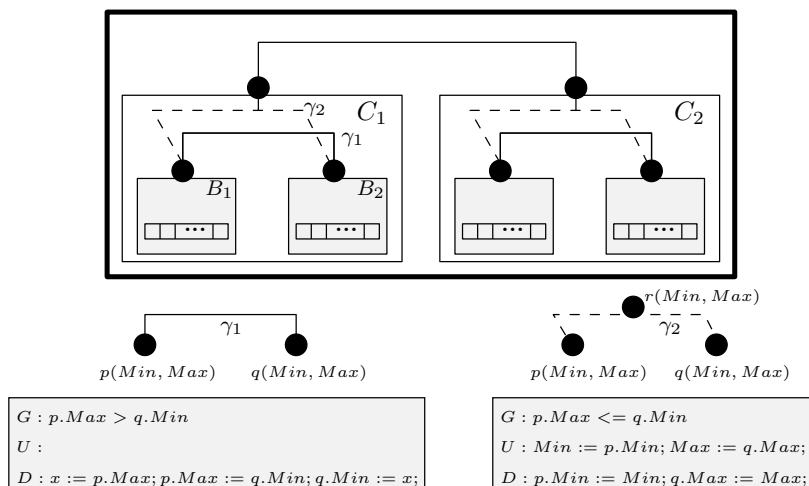 γ₂ C₁ C₂
γ₁
B₁ B₂
... ... ... ...
r(Min, Max)
γ₁ γ₂
p(Min, Max) q(Min, Max) p(Min, Max) q(Min, Max)
G : p.Max > q.Min
U :
D : x := p.Max; p.Max := q.Min; q.Min := x;
G : p.Max <= q.Min
U : Min := p.Min; Max := q.Max;
D : p.Min := Min; q.Max := Max;